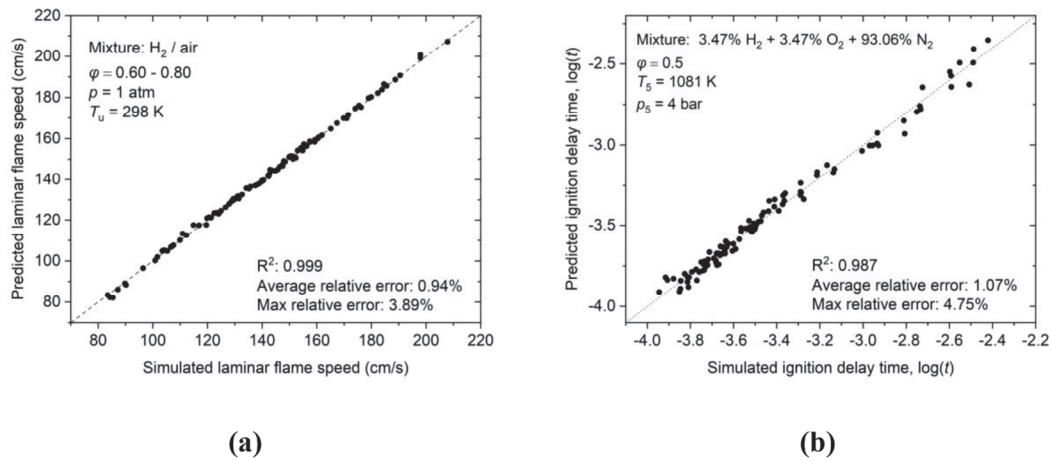 Predicted laminar flame speed (cm/s)
220
200
180
160
140
120
100
80
Mixture: H₂ / air
φ = 0.60 - 0.80
p = 1 atm
Tᵤ = 298 K
R²: 0.999
Average relative error: 0.94%
Max relative error: 3.89%
80 100 120 140 160 180 200 220
Simulated laminar flame speed (cm/s)
(a)
Predicted ignition delay time, log(t)
-2.5
-3.0
-3.5
-4.0
Mixture: 3.47% H₂ + 3.47% O₂ + 93.06% N₂
φ = 0.5
T₅ = 1081 K
p₅ = 4 bar
R²: 0.987
Average relative error: 1.07%
Max relative error: 4.75%
-4.0 -3.8 -3.6 -3.4 -3.2 -3.0 -2.8 -2.6 -2.4 -2.2
Simulated ignition delay time, log(t)
(b)